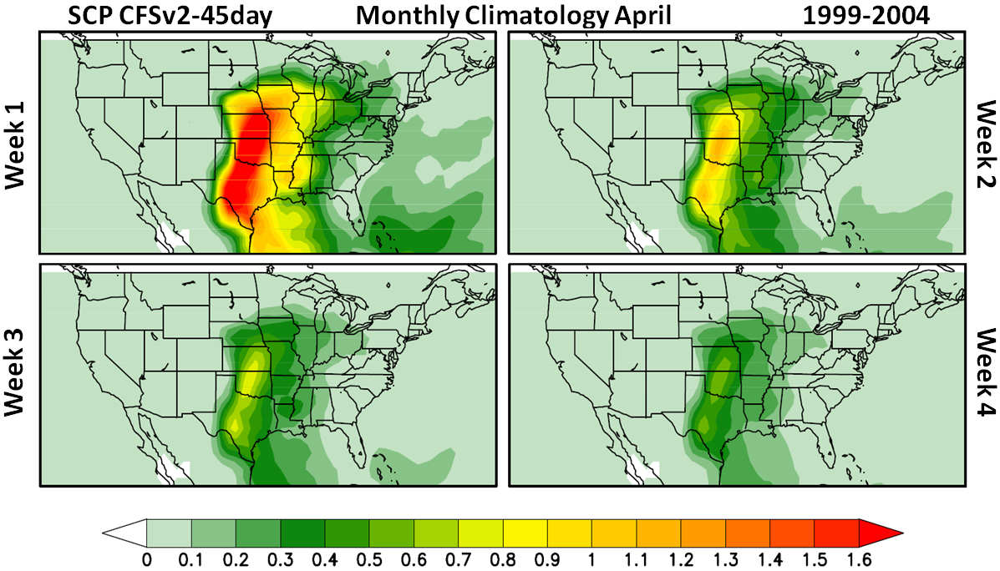 SCP CFSv2-45day Monthly Climatology April 1999-2004
Week 1
Week 2
Week 3
Week 4
0 0.1 0.2 0.3 0.4 0.5 0.6 0.7 0.8 0.9 1 1.1 1.2 1.3 1.4 1.5 1.6